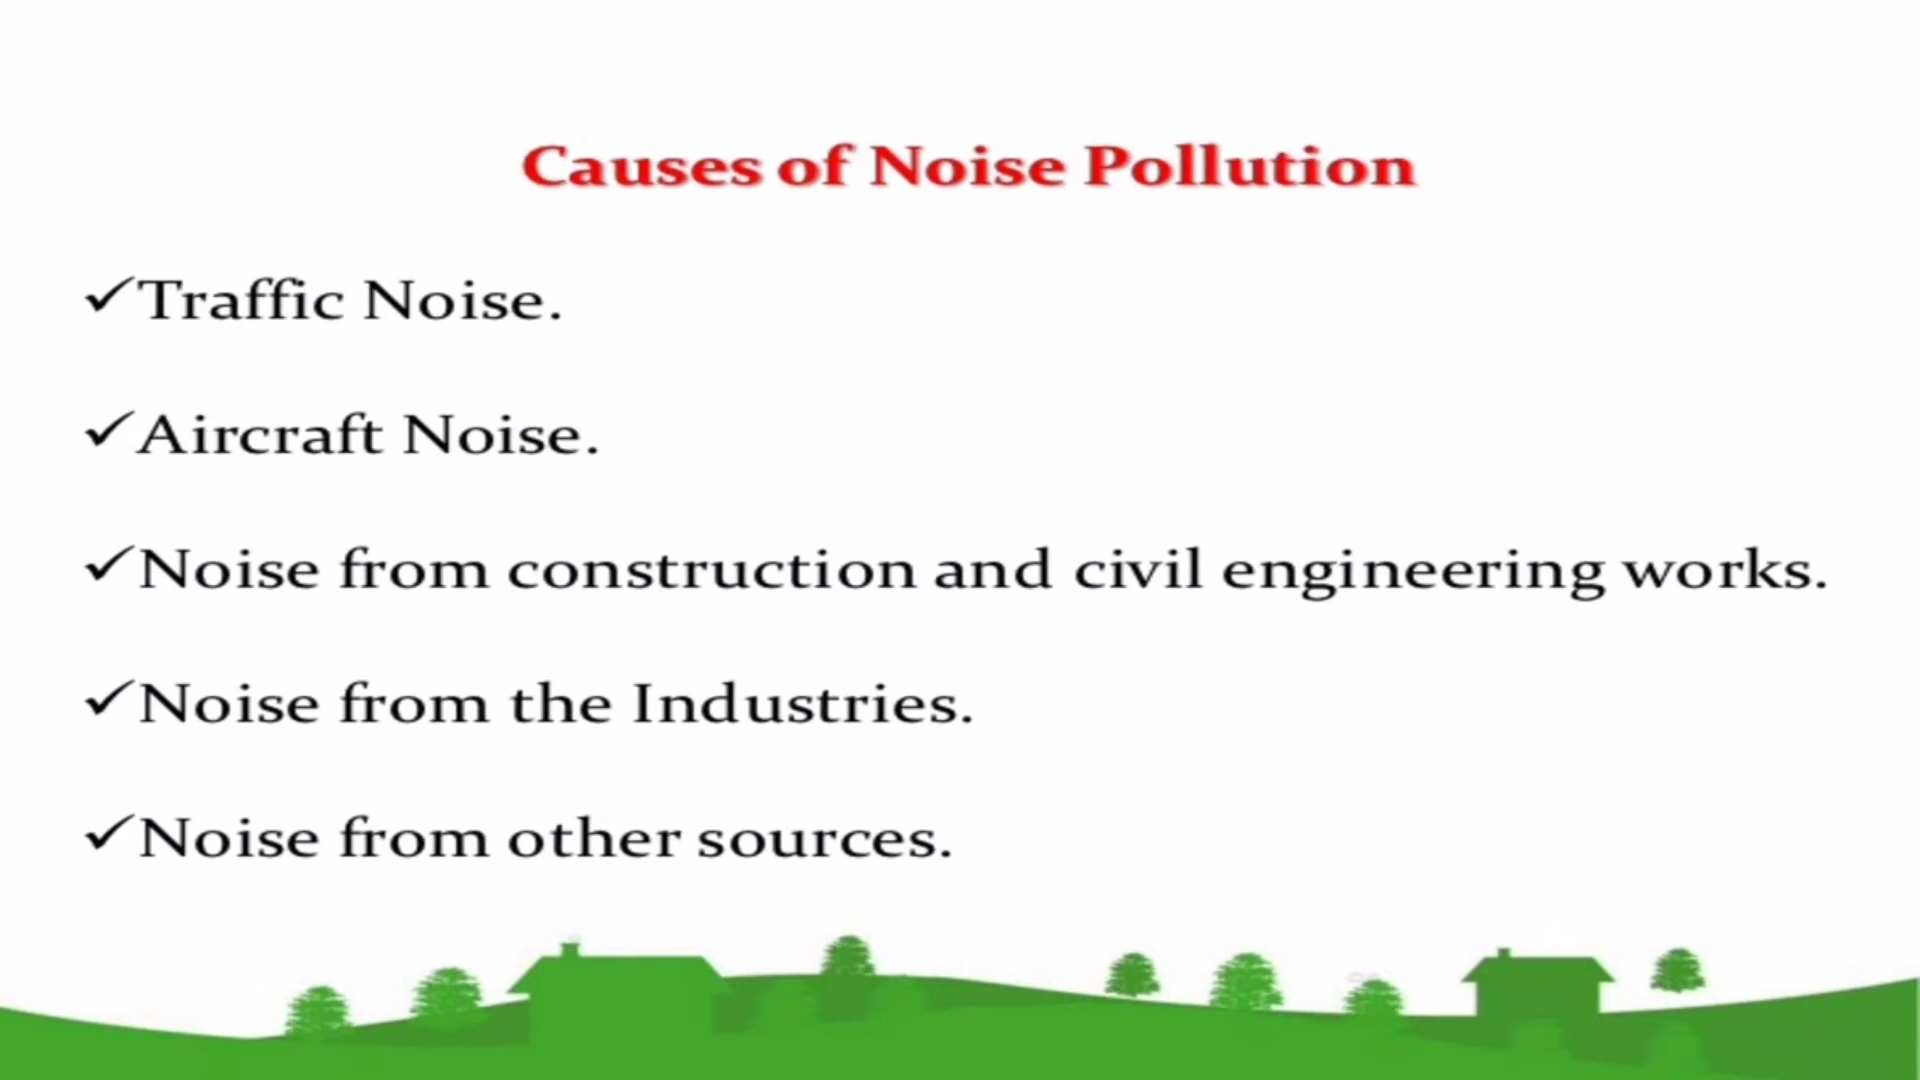 Causes of Noise Pollution
✓Traffic Noise.
✓Aircraft Noise.
✓Noise from construction and civil engineering works.
✓Noise from the Industries.
✓Noise from other sources.